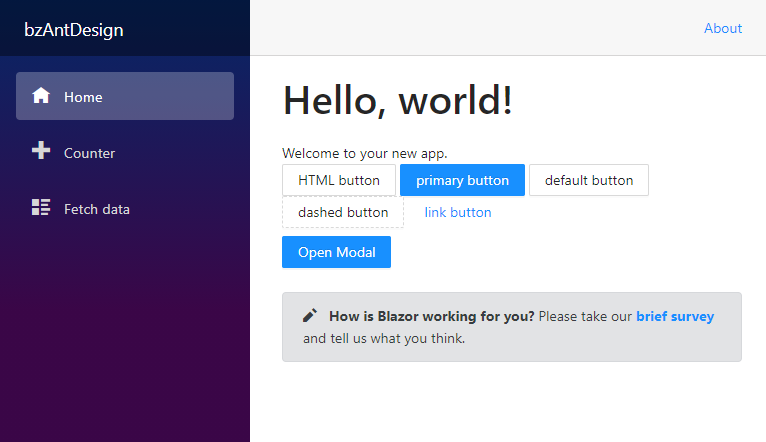 bzAntDesign
About
Home
Counter
Fetch data
Hello, world!
Welcome to your new app.
HTML button primary button default button
dashed button link button
Open Modal
How is Blazor working for you? Please take our brief survey
and tell us what you think.